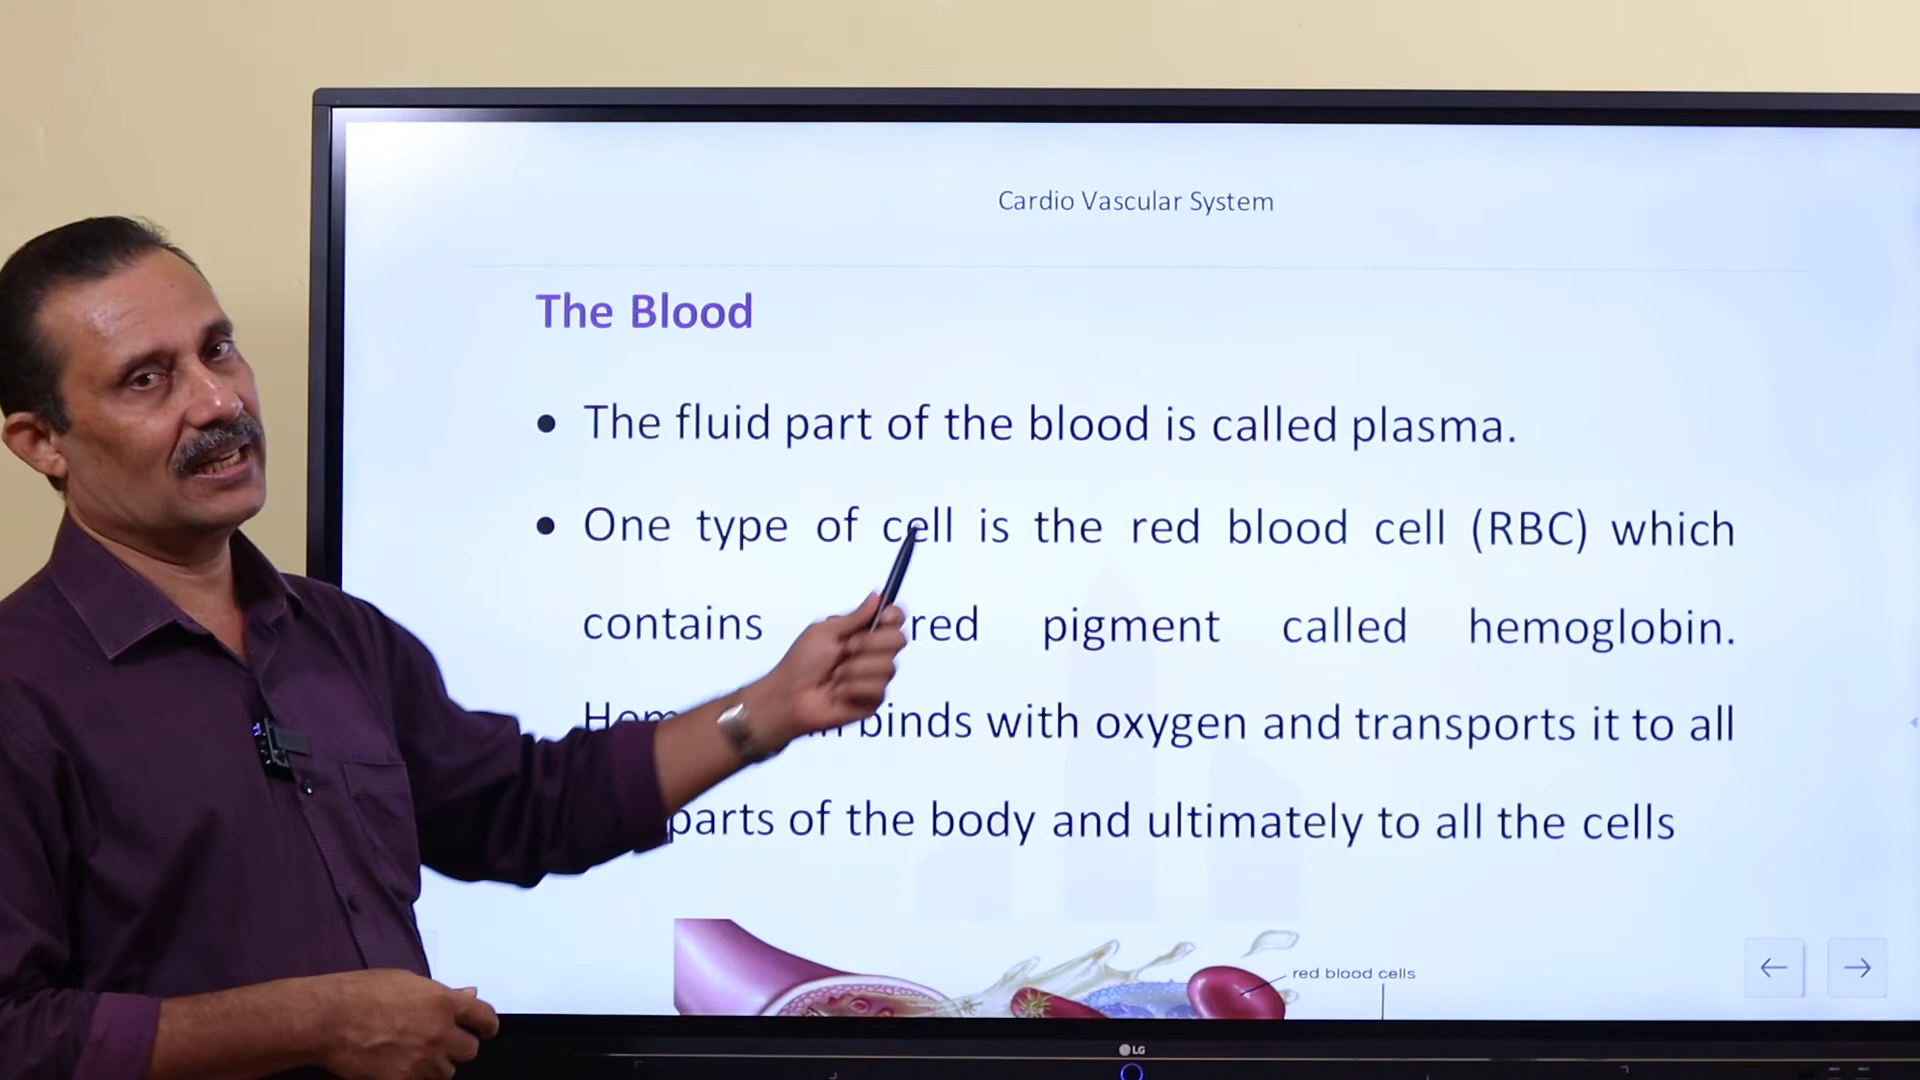 Cardio Vascular System
The Blood
• The fluid part of the blood is called plasma.
• One type of cell is the red blood cell (RBC) which
contains red pigment called hemoglobin.
binds with oxygen and transports it to all
parts of the body and ultimately to all the cells
red blood cells
LG